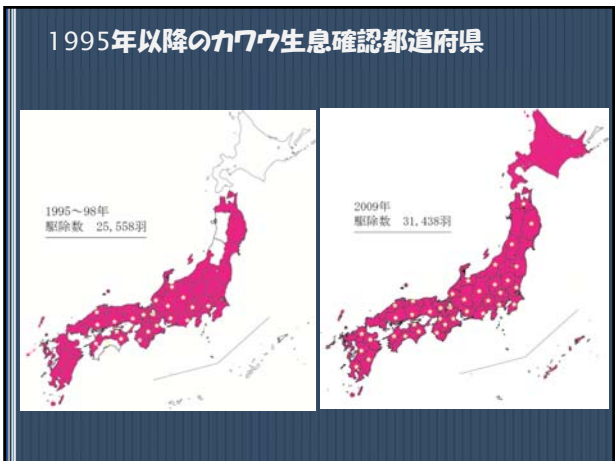 1995年以降のカワウ生息確認都道府県
1995～98年
駆除数 25,558羽
2009年
駆除数 31,438羽